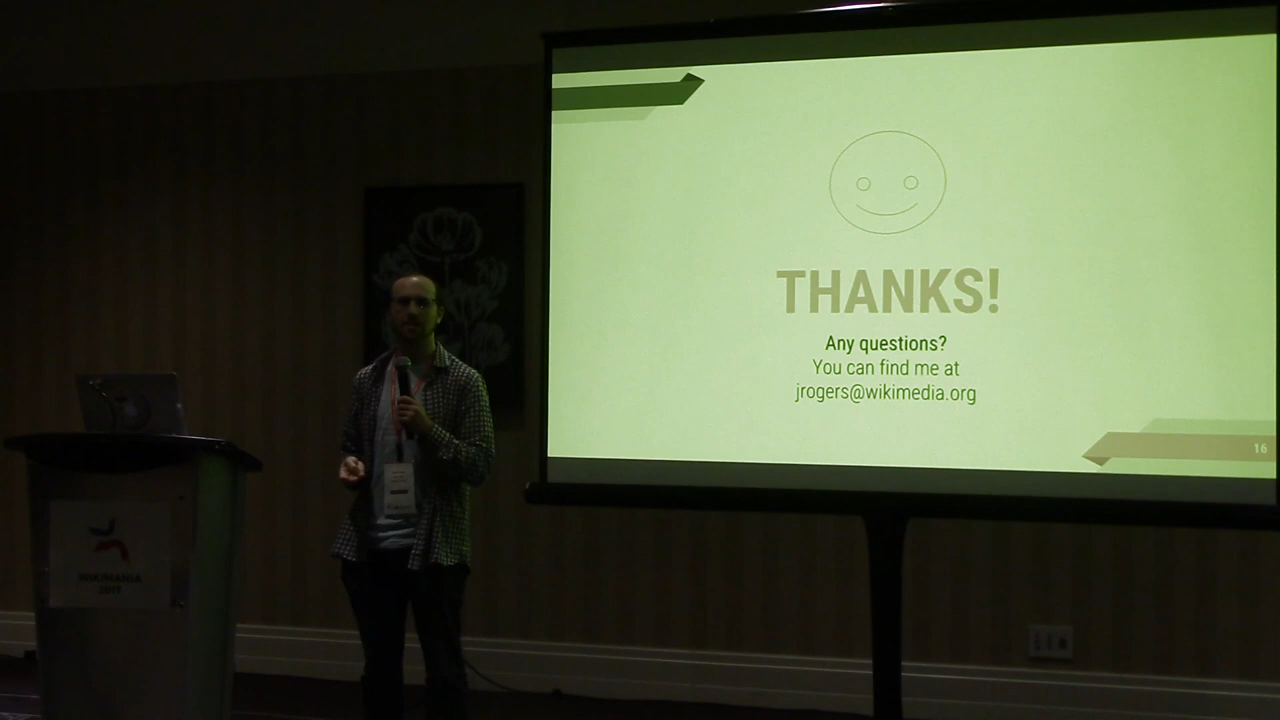 THANKS!
Any questions?
You can find me at
jrogers@wikimedia.org
16
WIKIMANIA
2017